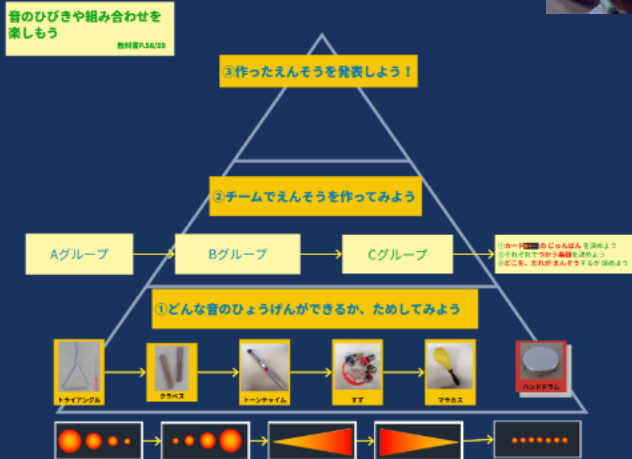 音のひびきや組み合わせを
楽しもう
教科書P.58/59
③作ったえんそうを発表しよう！
②チームでえんそうを作ってみよう
Aグループ
Bグループ
Cグループ
①カード の じゅんばん を決めよう
②それぞれで つかう楽器を決めよう
③どこを、だれが えんそうするか 決めよう
①どんな音のひょうげんができるか、ためしてみよう
トライアングル
クラベス
トーンチャイム
すず
マラカス
ハンドドラム